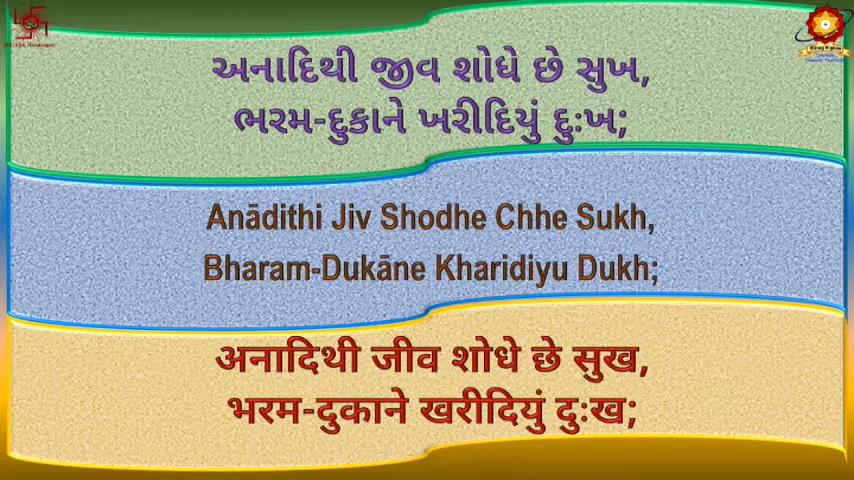 અનાદિથી જીવ શોધે છે સુખ,
ભરમ-દુકાને ખરીદિયું દુઃખ;
Anādithi Jiv Shodhe Chhe Sukh,
Bharam-Dukāne Kharidiyu Dukh;
अनादिथी जीव शोधे छे सुख,
भरम-दुकाने खरीदियुं दुःख;